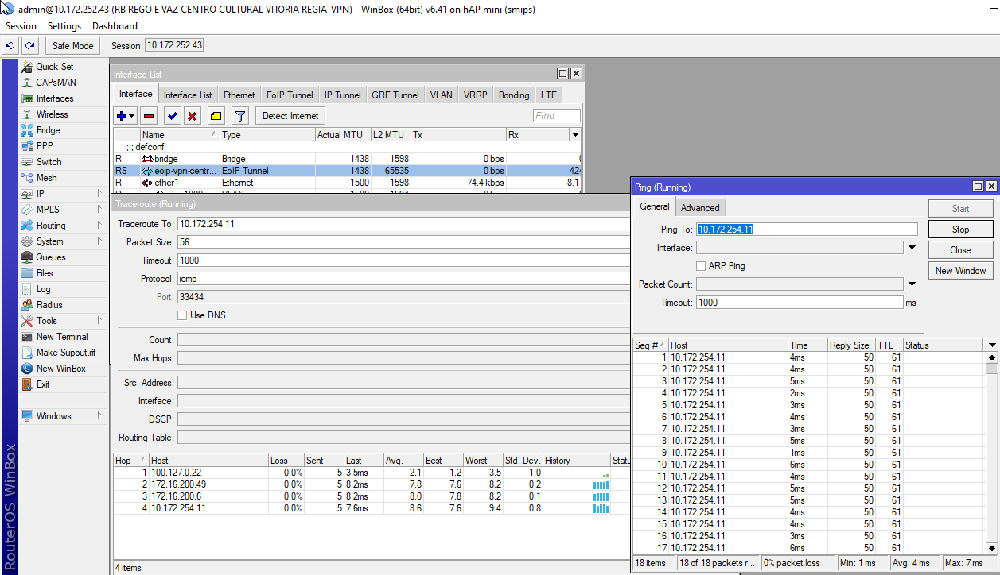 admin@10.172.252.43 (RB REGO E VAZ CENTRO CULTURAL VITORIA REGIA-VPN) - WinBox (64bit) v6.41 on hAP mini (smips)
Session Settings Dashboard
Safe Mode Session: 10.172.252.43
Quick Set
CAPsMAN
Interfaces
Wireless
Bridge
PPP
Switch
Mesh
IP
MPLS
Routing
System
Queues
Files
Log
Radius
Tools
New Terminal
Make Supout.rif
New WinBox
Exit
Windows
RouterOS WinBox
Interface List
Interface Interface List Ethernet EoIP Tunnel IP Tunnel GRE Tunnel VLAN VRRP Bonding LTE
Detect Internet Find
Name Type Actual MTU L2 MTU Tx Rx
;;; defconf
R bridge Bridge 1438 1598 0 bps
RS eoip-vpn-centr... EoIP Tunnel 1438 65535 0 bps 424
R ether1 Ethernet 1500 1598 74.4 kbps 8.1
Traceroute (Running)
Traceroute To: 10.172.254.11
Packet Size: 56
Timeout: 1000
Protocol: icmp
Port: 33434
Use DNS
Count:
Max Hops:
Src. Address:
Interface:
DSCP:
Routing Table:
Hop Host Loss Sent Last Avg. Best Worst Std. Dev. History Statu
1 100.127.0.22 0.0% 5 3.5ms 2.1 1.2 3.5 1.0
2 172.16.200.49 0.0% 5 8.2ms 7.8 7.6 8.2 0.2
3 172.16.200.6 0.0% 5 8.2ms 8.0 7.8 8.2 0.1
4 10.172.254.11 0.0% 5 7.6ms 8.6 7.6 9.4 0.8
4 items
Ping (Running)
General Advanced
Ping To: 10.172.254.11
Interface:
ARP Ping
Packet Count:
Timeout: 1000 ms
Start
Stop
Close
New Window
Seq # Host Time Reply Size TTL Status
1 10.172.254.11 4ms 50 61
2 10.172.254.11 4ms 50 61
3 10.172.254.11 5ms 50 61
4 10.172.254.11 2ms 50 61
5 10.172.254.11 3ms 50 61
6 10.172.254.11 4ms 50 61
7 10.172.254.11 3ms 50 61
8 10.172.254.11 5ms 50 61
9 10.172.254.11 1ms 50 61
10 10.172.254.11 6ms 50 61
11 10.172.254.11 4ms 50 61
12 10.172.254.11 5ms 50 61
13 10.172.254.11 5ms 50 61
14 10.172.254.11 4ms 50 61
15 10.172.254.11 4ms 50 61
16 10.172.254.11 3ms 50 61
17 10.172.254.11 6ms 50 61
18 items 18 of 18 packets r... 0% packet loss Min: 1 ms Avg: 4 ms Max: 7 ms